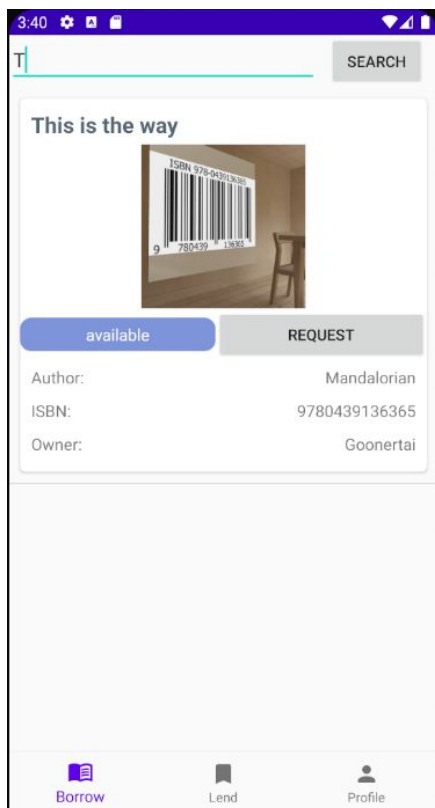 3:40
T
SEARCH
This is the way
ISBN 978-0439136365
9 780439 136365
available
REQUEST
Author: Mandalorian
ISBN: 9780439136365
Owner: Goonertai
Borrow
Lend
Profile